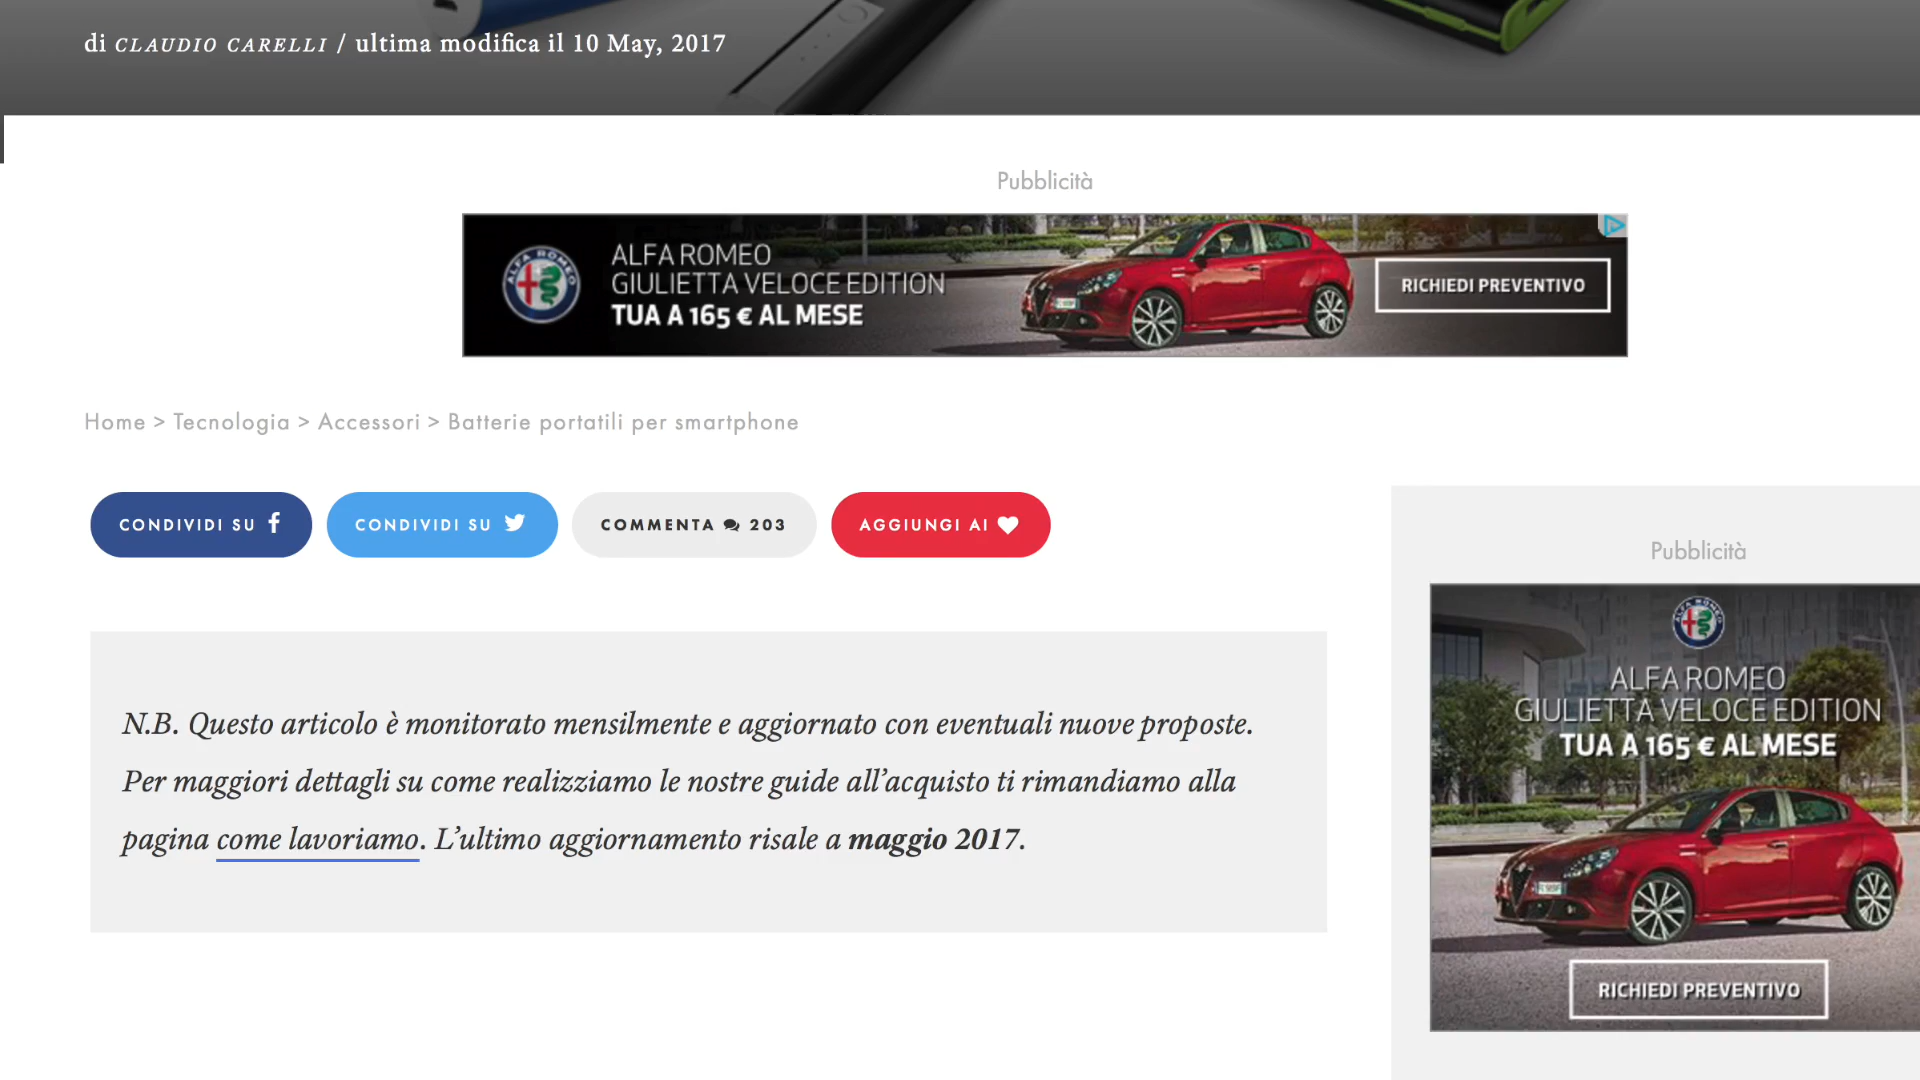 di CLAUDIO CARELLI / ultima modifica il 10 May, 2017
Pubblicità
ALFA ROMEO
ALFA ROMEO
GIULIETTA VELOCE EDITION
TUA A 165 € AL MESE
RICHIEDI PREVENTIVO
Home > Tecnologia > Accessori > Batterie portatili per smartphone
CONDIVIDI SU
CONDIVIDI SU
COMMENTA 203
AGGIUNGI AI
N.B. Questo articolo è monitorato mensilmente e aggiornato con eventuali nuove proposte.
Per maggiori dettagli su come realizziamo le nostre guide all’acquisto ti rimandiamo alla
pagina come lavoriamo. L’ultimo aggiornamento risale a maggio 2017.
Pubblicità
ALFA ROMEO
ALFA ROMEO
GIULIETTA VELOCE EDITION
TUA A 165 € AL MESE
RICHIEDI PREVENTIVO